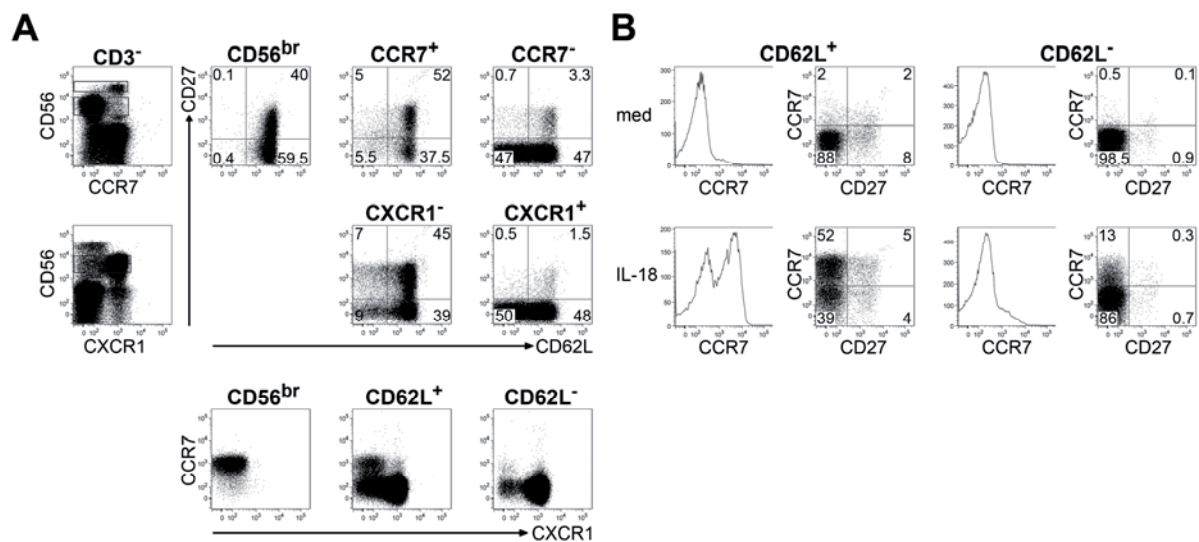 A
B
CD3-
CD56br
CCR7+
CCR7-
CD62L+
CD62L-
CD56
CCR7
CD27
0.1 40
0.4 59.5
5 52
5.5 37.5
0.7 3.3
47 47
med
CCR7
CCR7
2 2
88 8
CD27
CCR7
CCR7
0.5 0.1
98.5 0.9
CD27
CXCR1-
CXCR1+
CD56
CXCR1
7 45
9 39
0.5 1.5
50 48
CD62L
IL-18
CCR7
CCR7
52 5
39 4
CD27
CCR7
CCR7
13 0.3
86 0.7
CD27
CD56br
CD62L+
CD62L-
CCR7
CXCR1